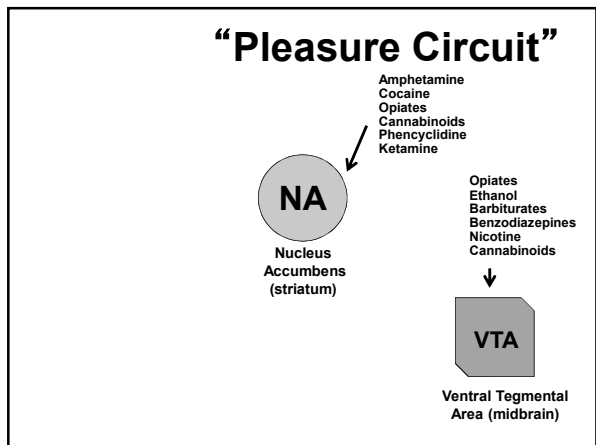 “Pleasure Circuit”
Amphetamine
Cocaine
Opiates
Cannabinoids
Phencyclidine
Ketamine
NA
Nucleus
Accumbens
(striatum)
Opiates
Ethanol
Barbiturates
Benzodiazepines
Nicotine
Cannabinoids
VTA
Ventral Tegmental
Area (midbrain)